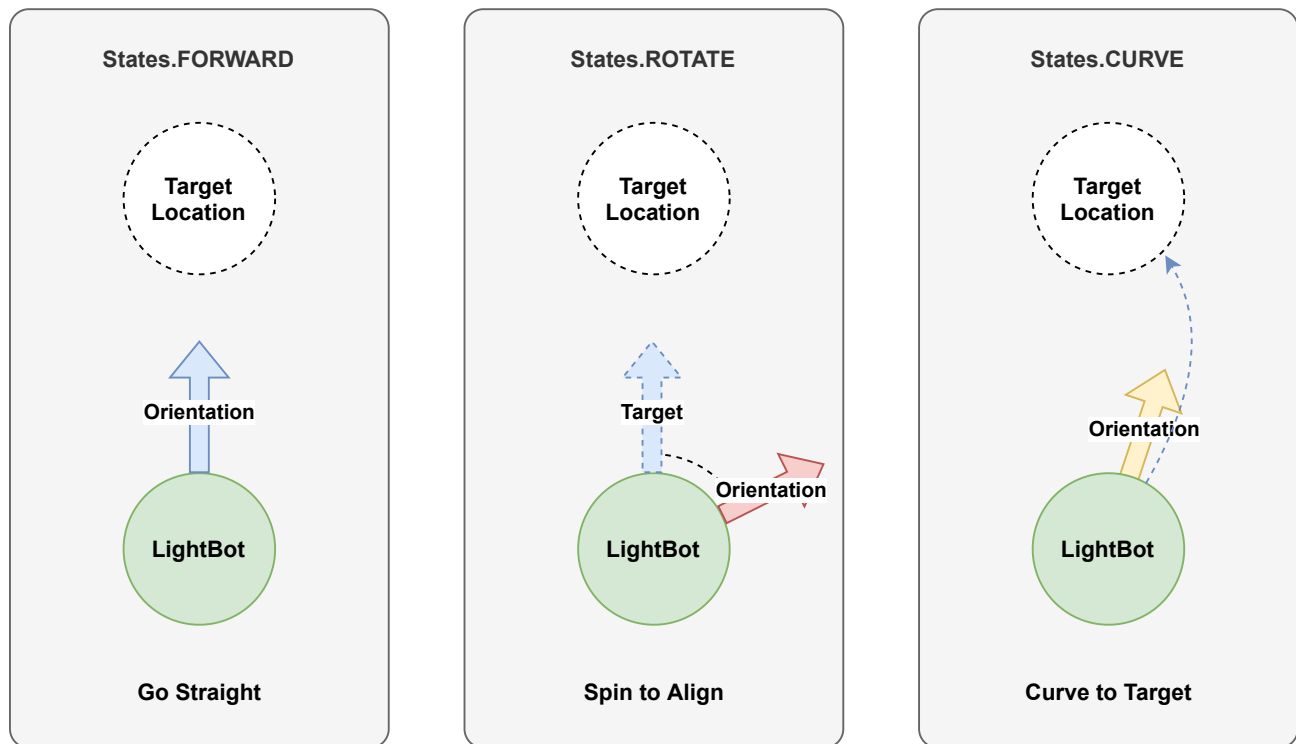 States.FORWARD
Target
Location
Orientation
LightBot
Go Straight
States.ROTATE
Target
Location
Target
Orientation
LightBot
Spin to Align
States.CURVE
Target
Location
Orientation
LightBot
Curve to Target